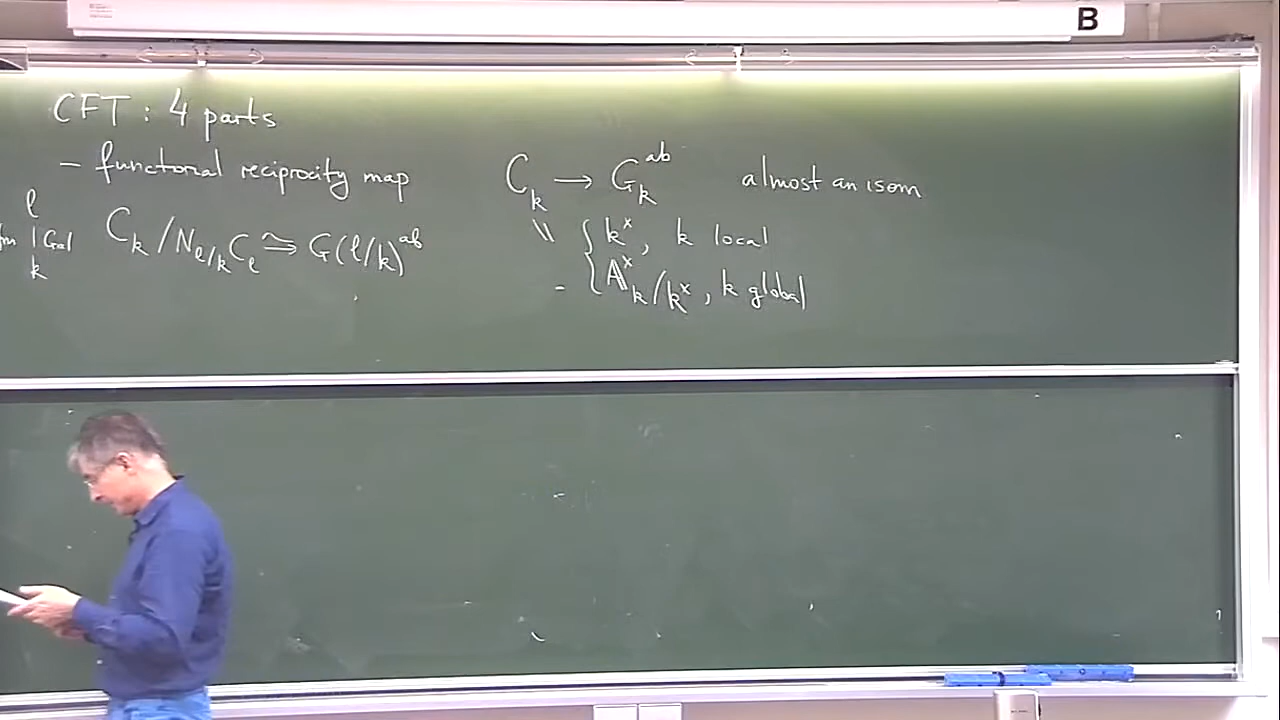 B
CFT : 4 parts
– functorial reciprocity map C_k → G_k^{ab} almost an isom
ℓ
| Gal C_k / N_{ℓ/k} C_ℓ ⥲ G(ℓ/k)^{ab} \\ { k^×, k local
k { 𝔸_k^× / k^×, k global